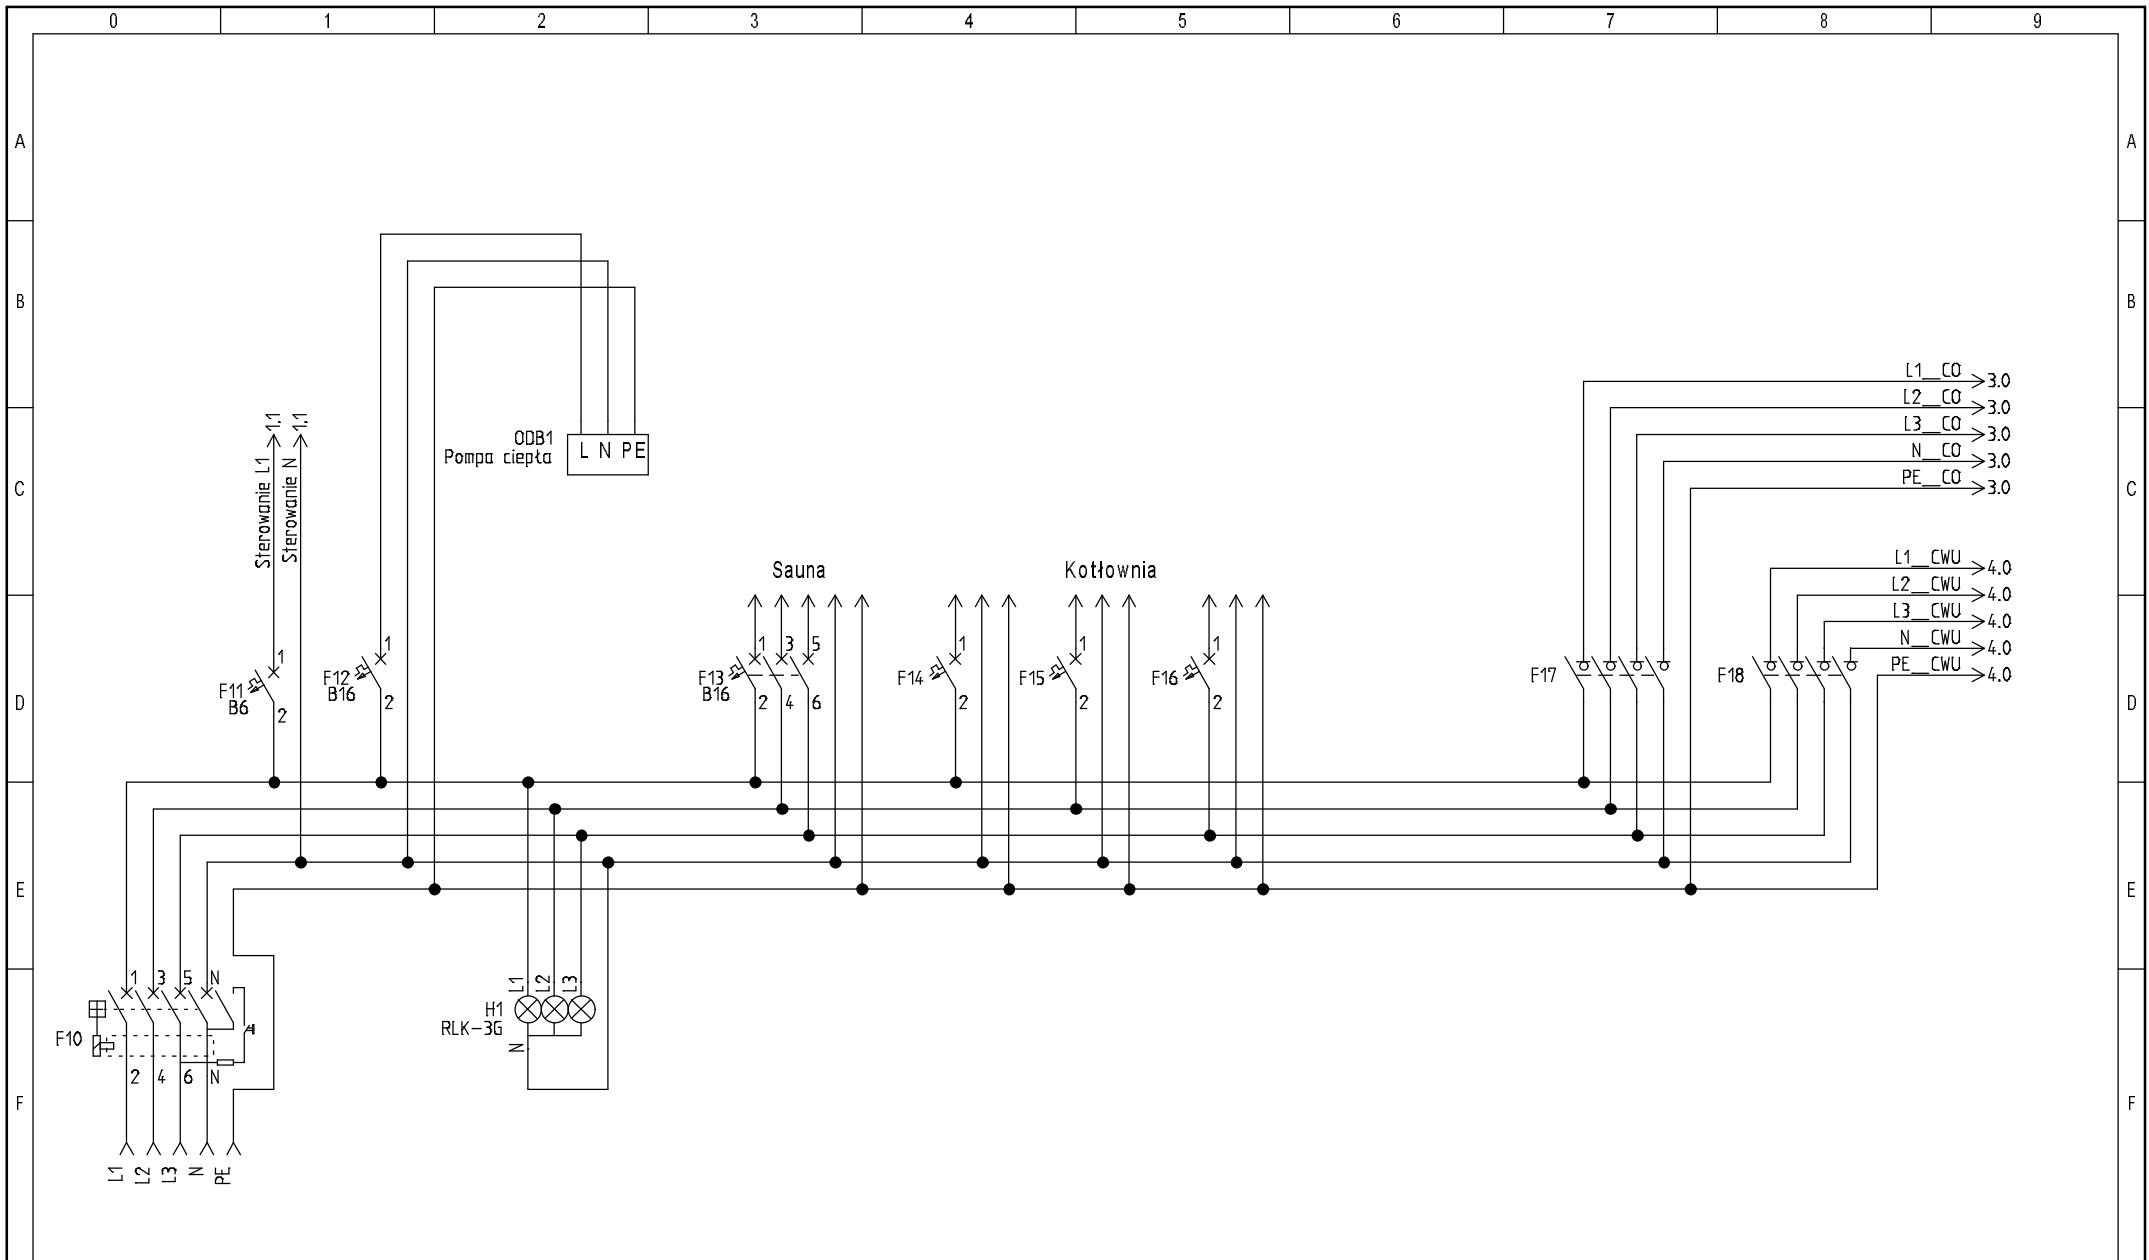 0 1 2 3 4 5 6 7 8 9
A A
B B
L1__CO 3.0
L2__CO 3.0
L3__CO 3.0
N__CO 3.0
PE__CO 3.0
1.1 1.1
Sterowanie L1
Sterowanie N
ODB1
Pompa ciepła
L N PE
C C
L1__CWU 4.0
L2__CWU 4.0
L3__CWU 4.0
N__CWU 4.0
PE__CWU 4.0
Sauna
Kotłownia
1 1 1 3 5 1 1 1
F11
B6
2
F12
B16
2
F13
B16
2 4 6
F14
2
F15
2
F16
2
F17
F18
D D
E E
1 3 5 N
F10
2 4 6 N
L1 L2 L3
H1
RLK-3G
N
F F
L1 L2 L3 N PE